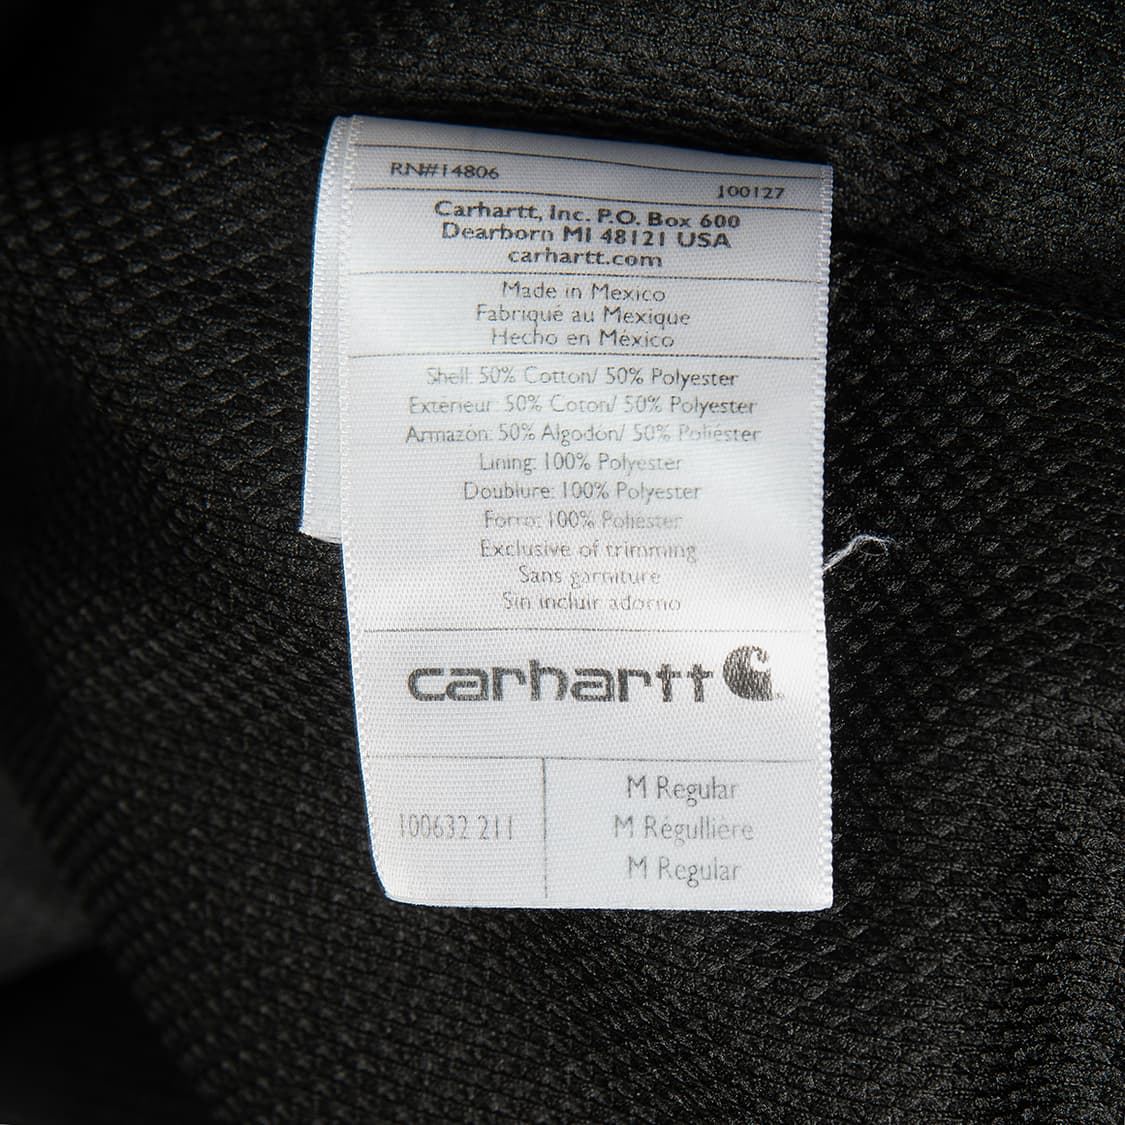 RN#14806
100127
Carhartt, Inc. P.O. Box 600
Dearborn MI 48121 USA
carhartt.com
Made in Mexico
Fabriqué au Mexique
Hecho en México
Shell: 50% Cotton/ 50% Polyester
Extérieur: 50% Coton/ 50% Polyester
Armazón: 50% Algodón/ 50% Poliéster
Lining: 100% Polyester
Doublure: 100% Polyester
Forro: 100% Poliéster
Exclusive of trimming
Sans garniture
Sin incluir adorno
carhartt
100632 211
M Regular
M Régullière
M Regular